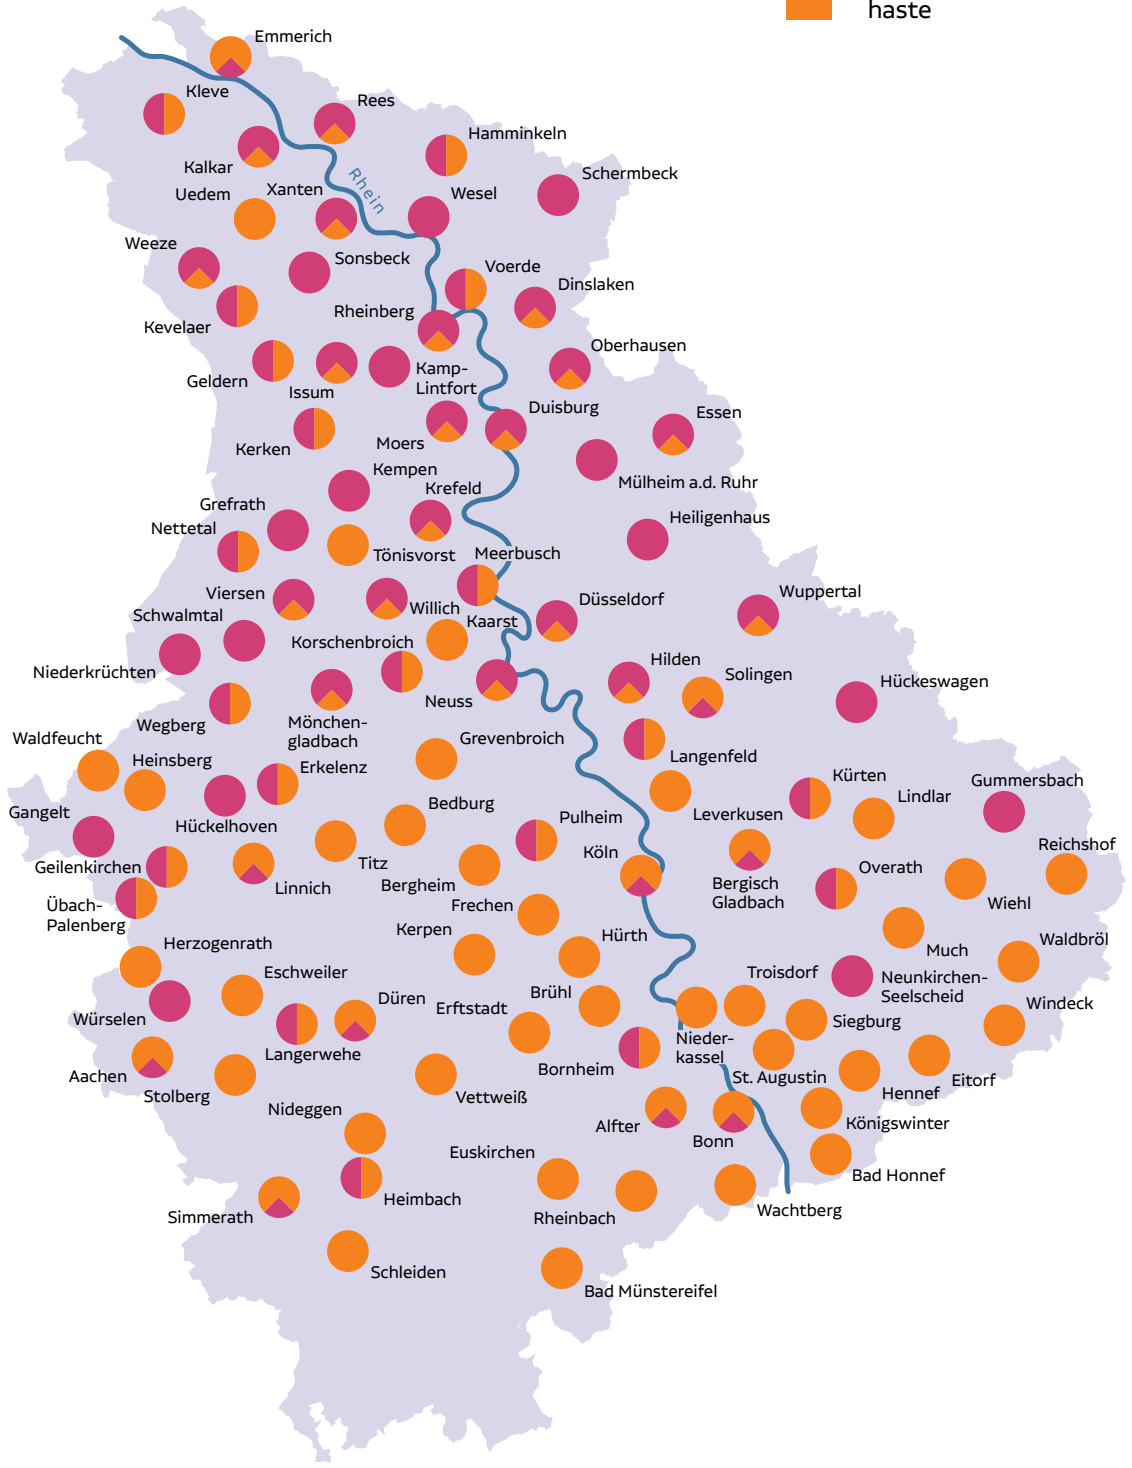 haste
Emmerich
Kleve
Rees
Hamminkeln
Kalkar
Schermbeck
Rhein
Uedem
Xanten
Wesel
Weeze
Sonsbeck
Voerde
Dinslaken
Rheinberg
Kevelaer
Oberhausen
Geldern
Issum
Kamp-
Lintfort
Duisburg
Essen
Kerken
Moers
Kempen
Mülheim a.d. Ruhr
Krefeld
Grefrath
Heiligenhaus
Nettetal
Tönisvorst
Meerbusch
Viersen
Willich
Düsseldorf
Wuppertal
Schwalmtal
Kaarst
Korschenbroich
Niederkrüchten
Hilden
Solingen
Hückeswagen
Neuss
Wegberg
Mönchen-
gladbach
Waldfeucht
Grevenbroich
Langenfeld
Heinsberg
Erkelenz
Kürten
Gummersbach
Lindlar
Bedburg
Gangelt
Leverkusen
Pulheim
Hückelhoven
Reichshof
Köln
Titz
Geilenkirchen
Overath
Linnich
Bergheim
Bergisch
Gladbach
Wiehl
Übach-
Palenberg
Frechen
Kerpen
Hürth
Waldbröl
Herzogenrath
Much
Eschweiler
Troisdorf
Neunkirchen-
Seelscheid
Brühl
Düren
Windeck
Erftstadt
Würselen
Siegburg
Nieder-
kassel
Langerwehe
Bornheim
Aachen
St. Augustin
Eitorf
Stolberg
Hennef
Vettweiß
Nideggen
Alfter
Königswinter
Bonn
Euskirchen
Bad Honnef
Heimbach
Wachtberg
Simmerath
Rheinbach
Schleiden
Bad Münstereifel